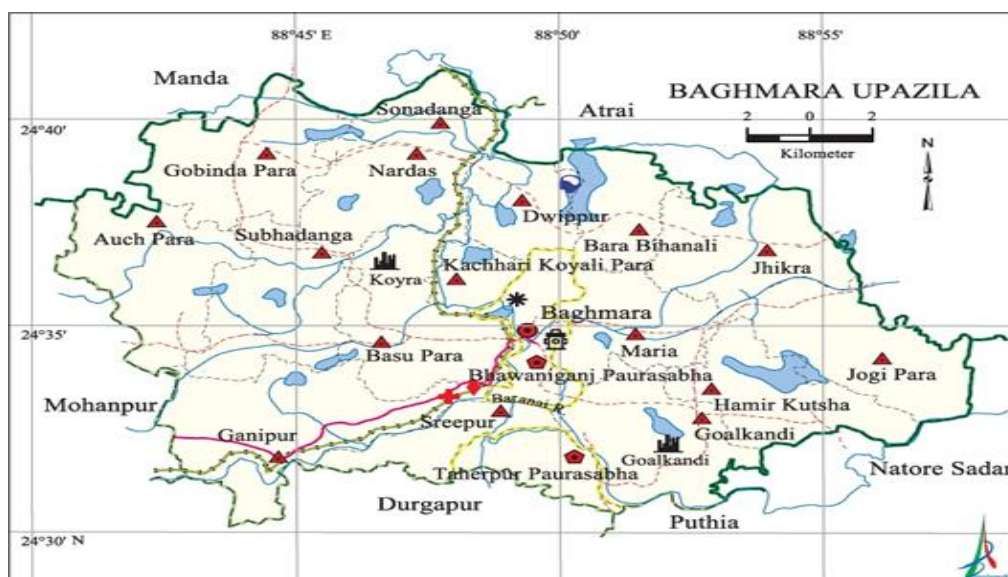 88°45' E
88°50'
88°55'
Manda
Atrai
BAGHMARA UPAZILA
Sonadanga
24°40'
2 0 2
Kilometer
N
Gobinda Para
Nardas
Dwippur
Auch Para
Subhadanga
Bara Bihanali
Jhikra
Koyra
Kachhari Koyali Para
24°35'
Baghmara
Basu Para
Maria
Bhawaniganj Paurasabha
Jogi Para
Mohanpur
Baranai R.
Hamir Kutsha
Sreepur
Goalkandi
Ganipur
Taherpur Paurasabha
Goalkandi
Natore Sadar
Durgapur
Puthia
24°30' N